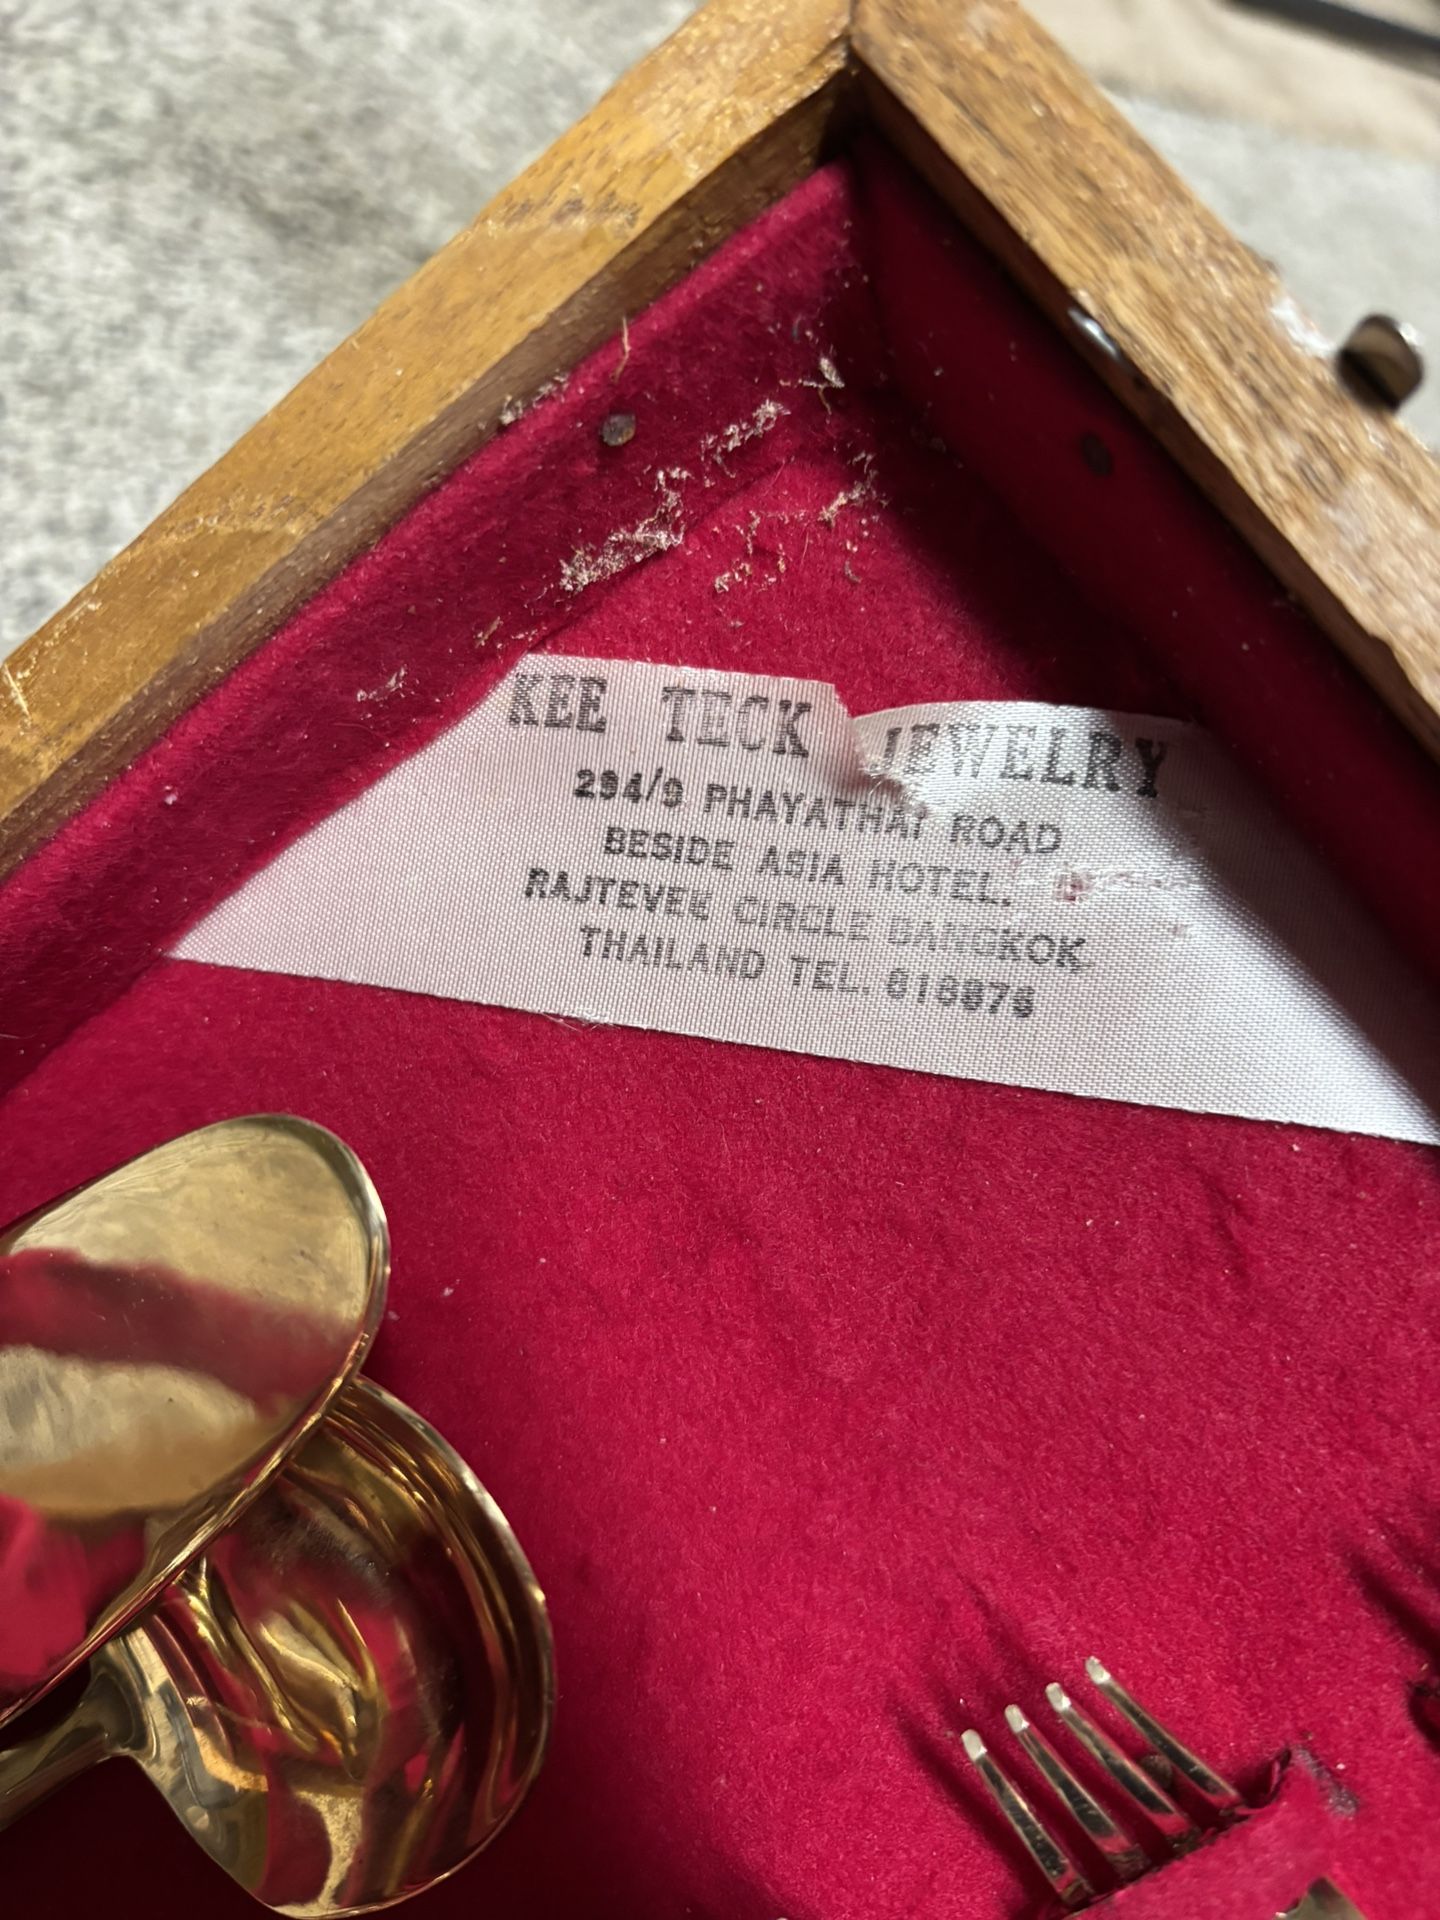 KEE TECK JEWELRY
294/9 PHAYATHAI ROAD
BESIDE ASIA HOTEL.
RAJTEVEE CIRCLE BANGKOK
THAILAND TEL.